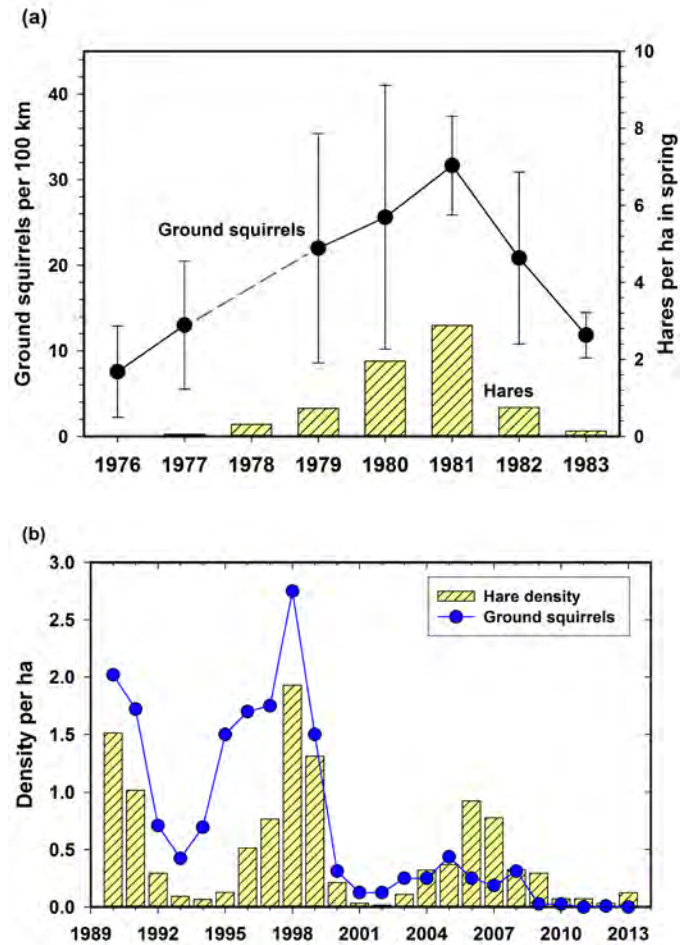 (a)
Ground squirrels per 100 km
Hares per ha in spring
40
30
20
10
0
10
8
6
4
2
0
Ground squirrels
Hares
1976 1977 1978 1979 1980 1981 1982 1983
(b)
Density per ha
3.0
2.5
2.0
1.5
1.0
0.5
0.0
Hare density
Ground squirrels
1989 1992 1995 1998 2001 2004 2007 2010 2013